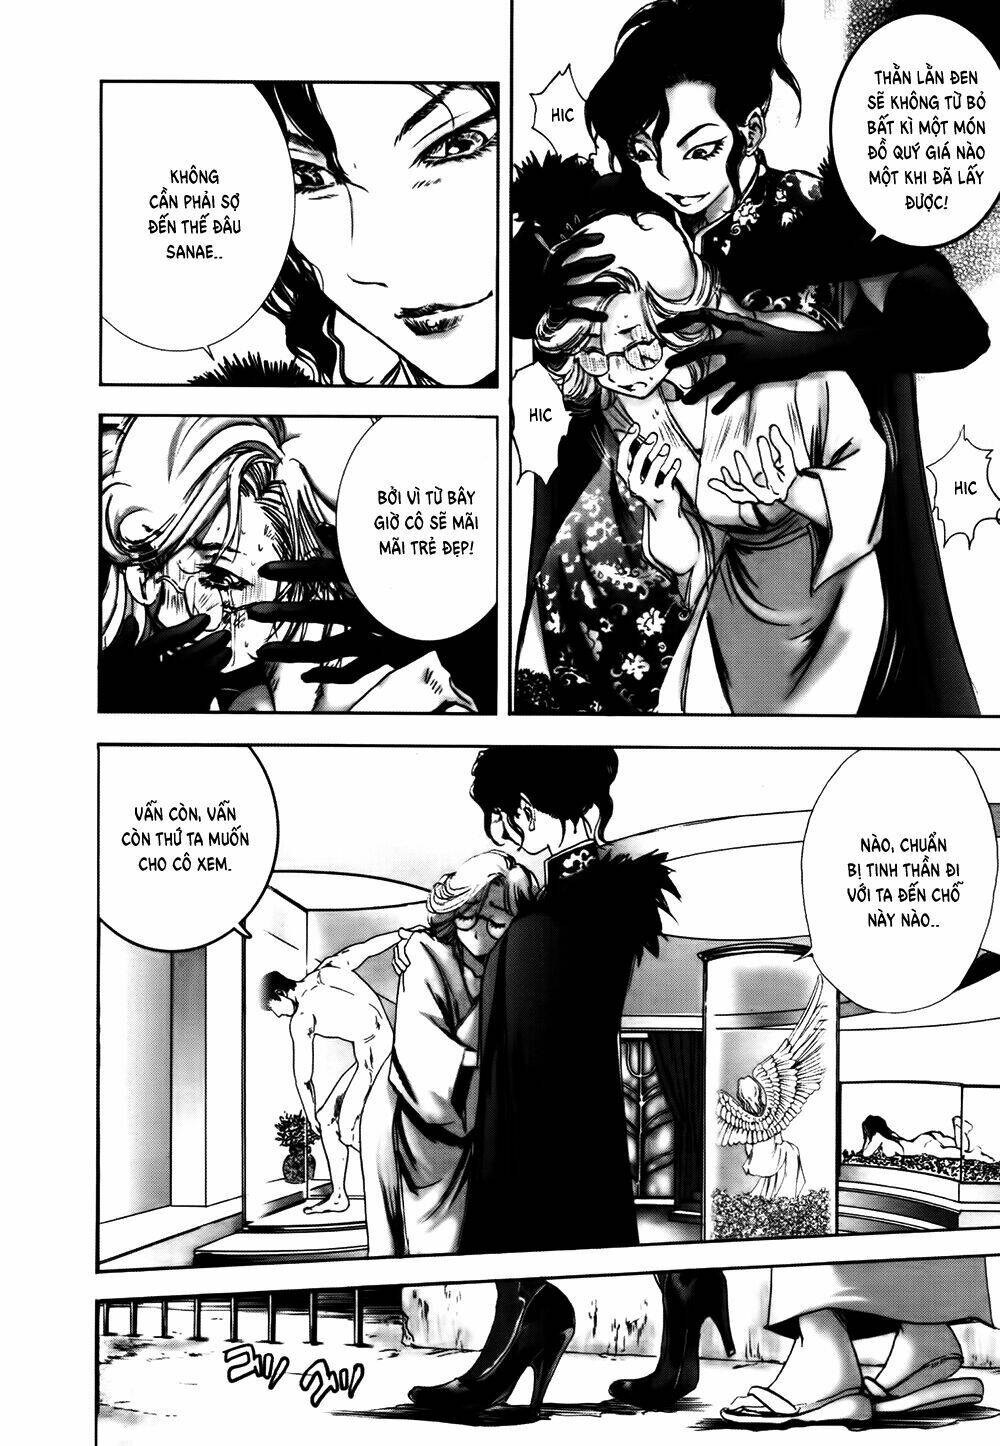 THẰN LẰN ĐEN
SẼ KHÔNG TỪ BỎ
BẤT KÌ MỘT MÓN
ĐỒ QUÝ GIÁ NÀO
MỘT KHI ĐÃ LẤY
ĐƯỢC!
HIC
HIC
HIC
KHÔNG
CẦN PHẢI SỢ
ĐẾN THẾ ĐÂU
SANAE..
BỞI VÌ TỪ BÂY
GIỜ CÔ SẼ MÃI
MÃI TRẺ ĐẸP!
NÀO, CHUẨN
BỊ TINH THẦN ĐI
VỚI TA ĐẾN CHỖ
NÀY NÀO..
VẪN CÒN, VẪN
CÒN THỨ TA MUỐN
CHO CÔ XEM.